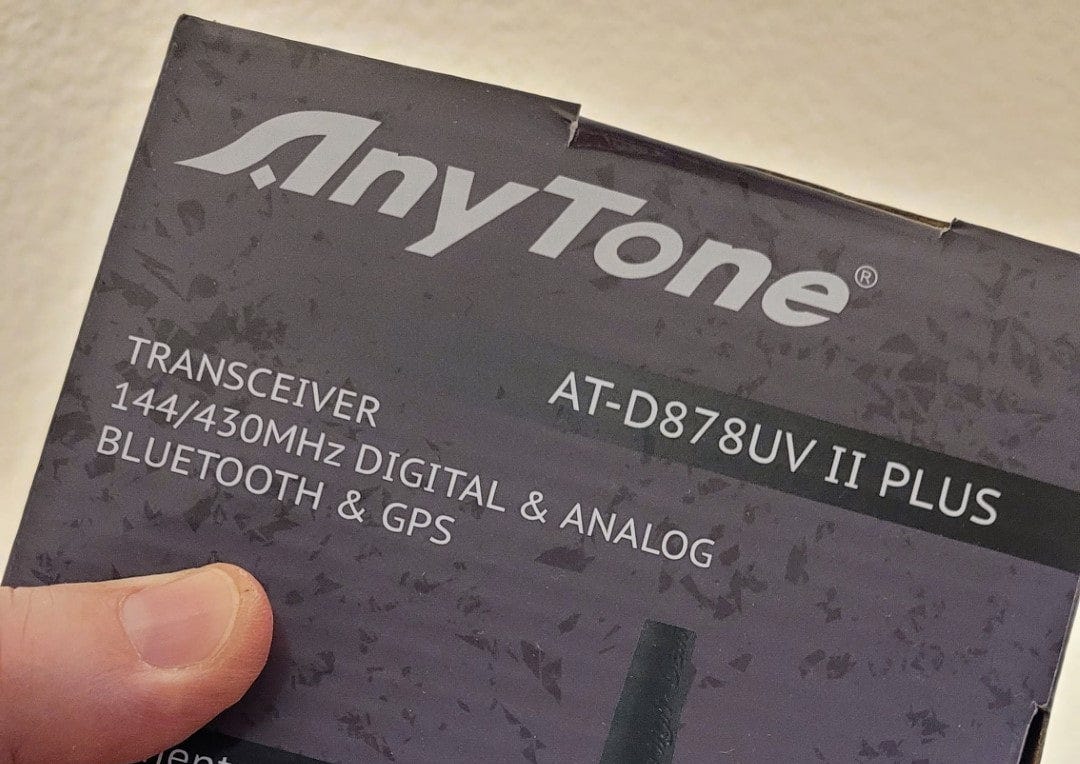 AnyTone®
TRANSCEIVER
144/430MHz DIGITAL & ANALOG
BLUETOOTH & GPS
AT-D878UV II PLUS